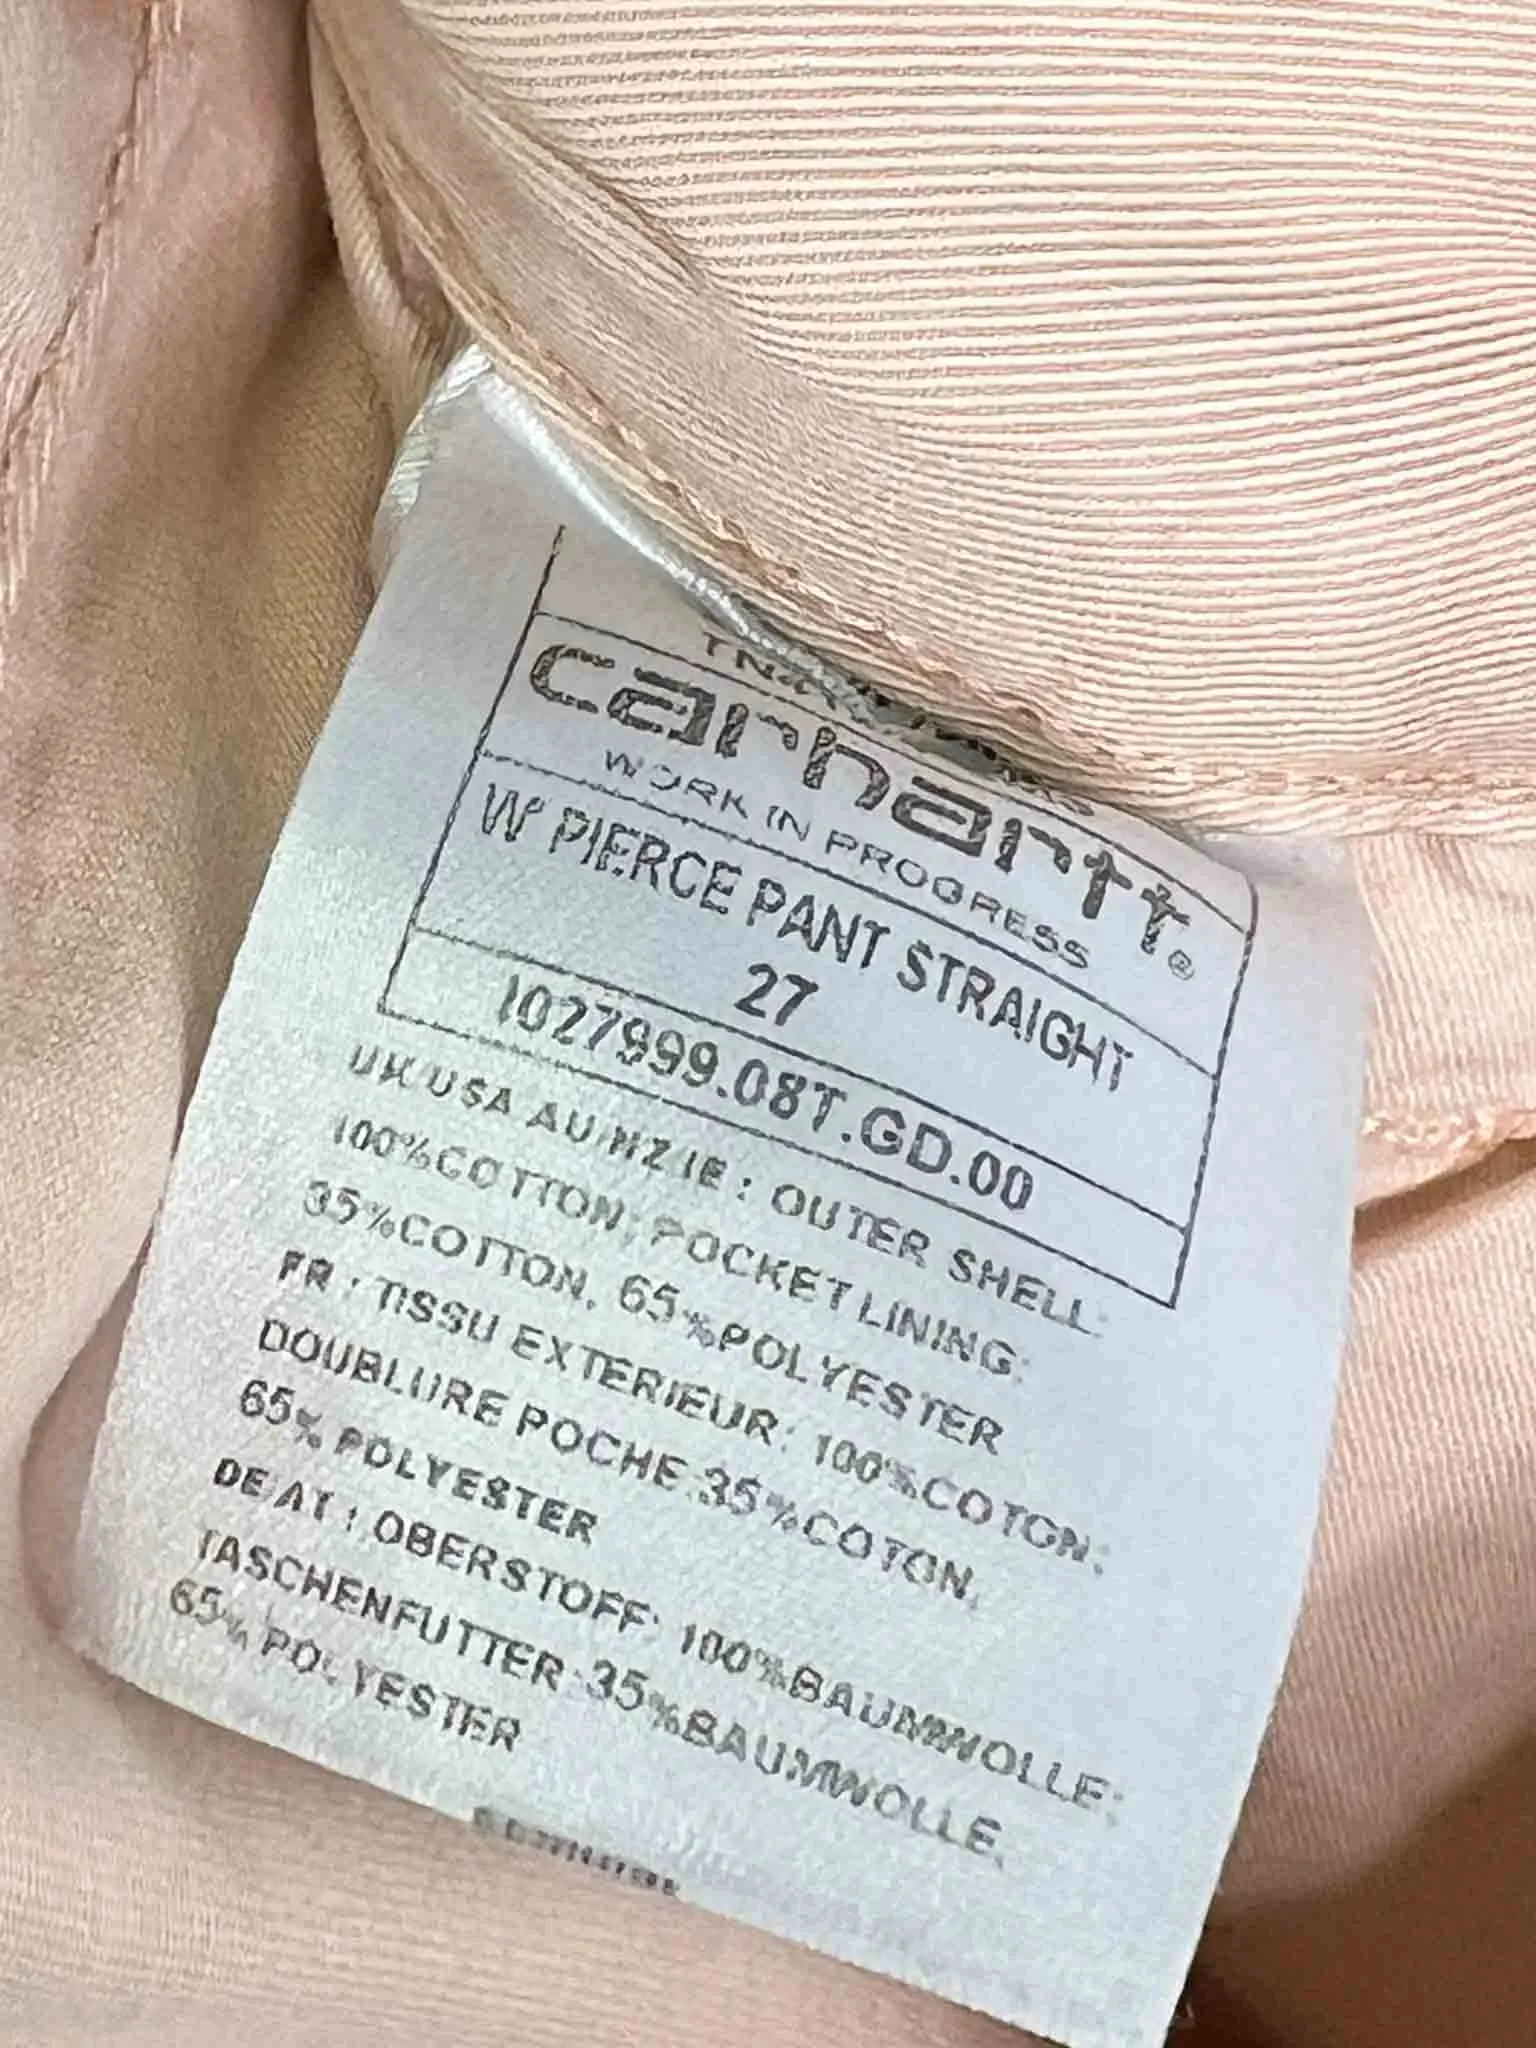 carhartt®
WORK IN PROGRESS
W' PIERCE PANT STRAIGHT
27
I027999.08T.GD.00
UK USA AU NZ IE : OUTER SHELL:
100%COTTON; POCKET LINING:
35%COTTON, 65%POLYESTER
FR : TISSU EXTERIEUR: 100%COTON;
DOUBLURE POCHE:35%COTON,
65% POLYESTER
DE AT : OBERSTOFF: 100%BAUMWOLLE;
TASCHENFUTTER:35%BAUMWOLLE,
65% POLYESTER